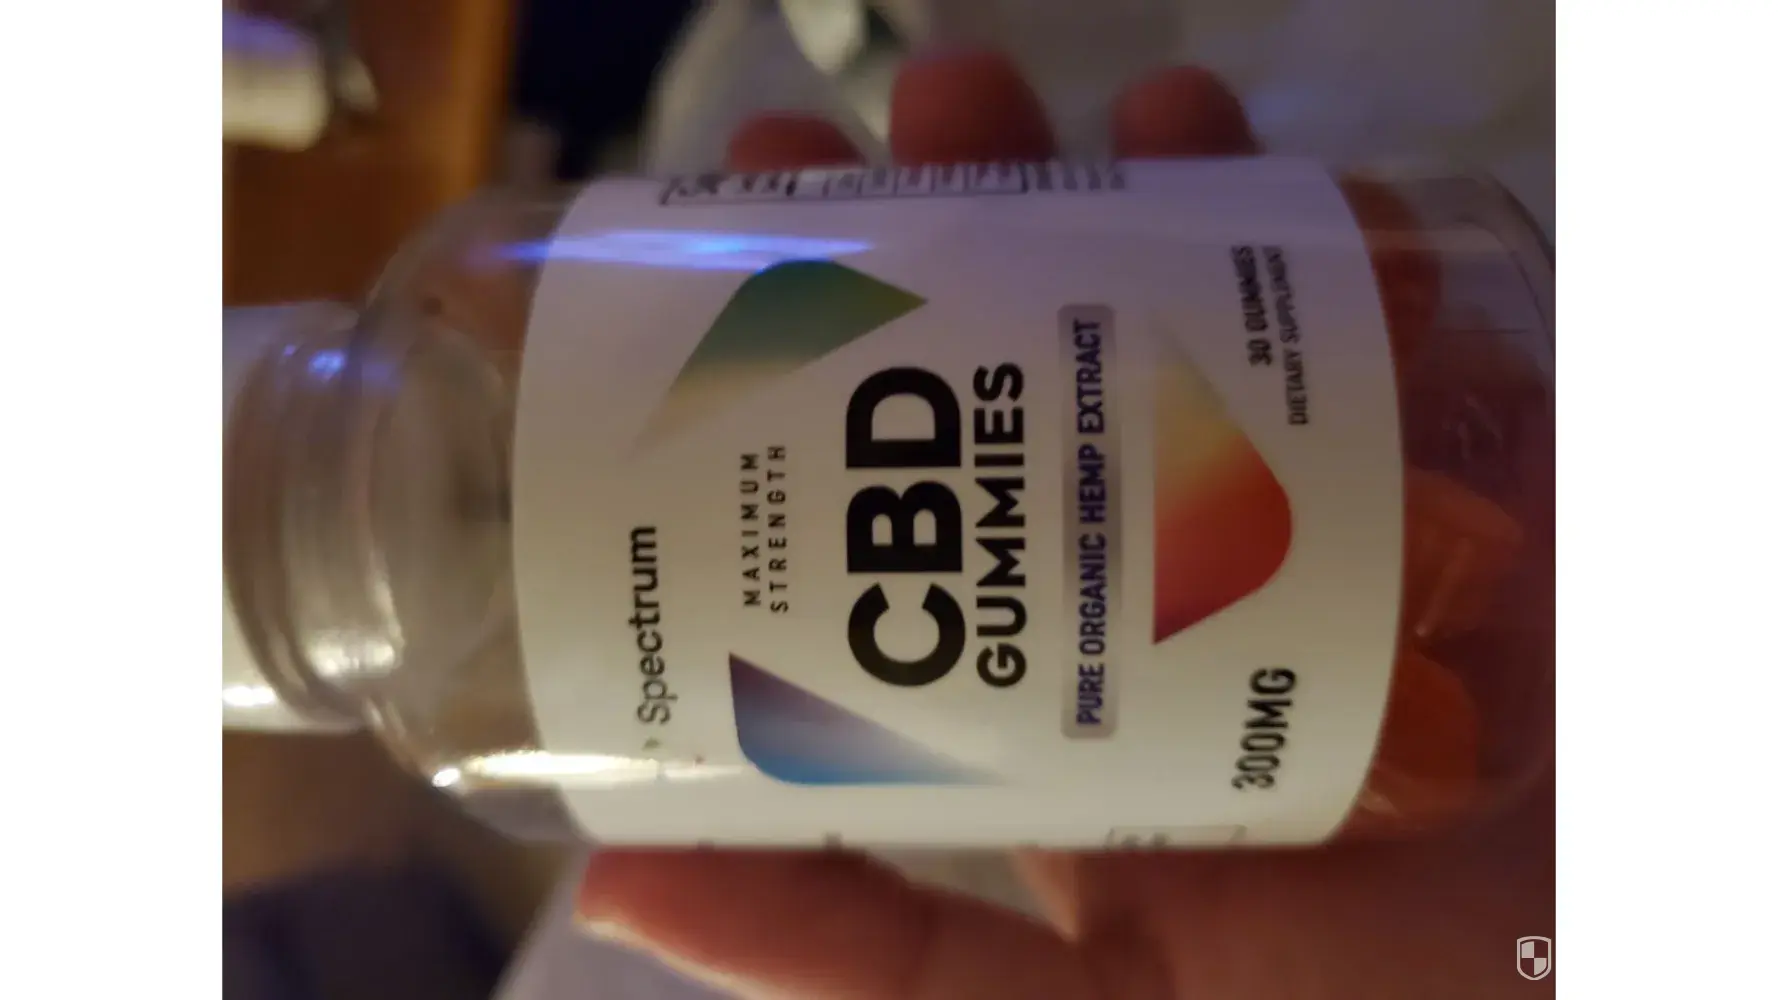 Spectrum
MAXIMUM
STRENGTH
CBD
GUMMIES
PURE ORGANIC HEMP EXTRACT
300MG
30 GUMMIES
DIETARY SUPPLEMENT